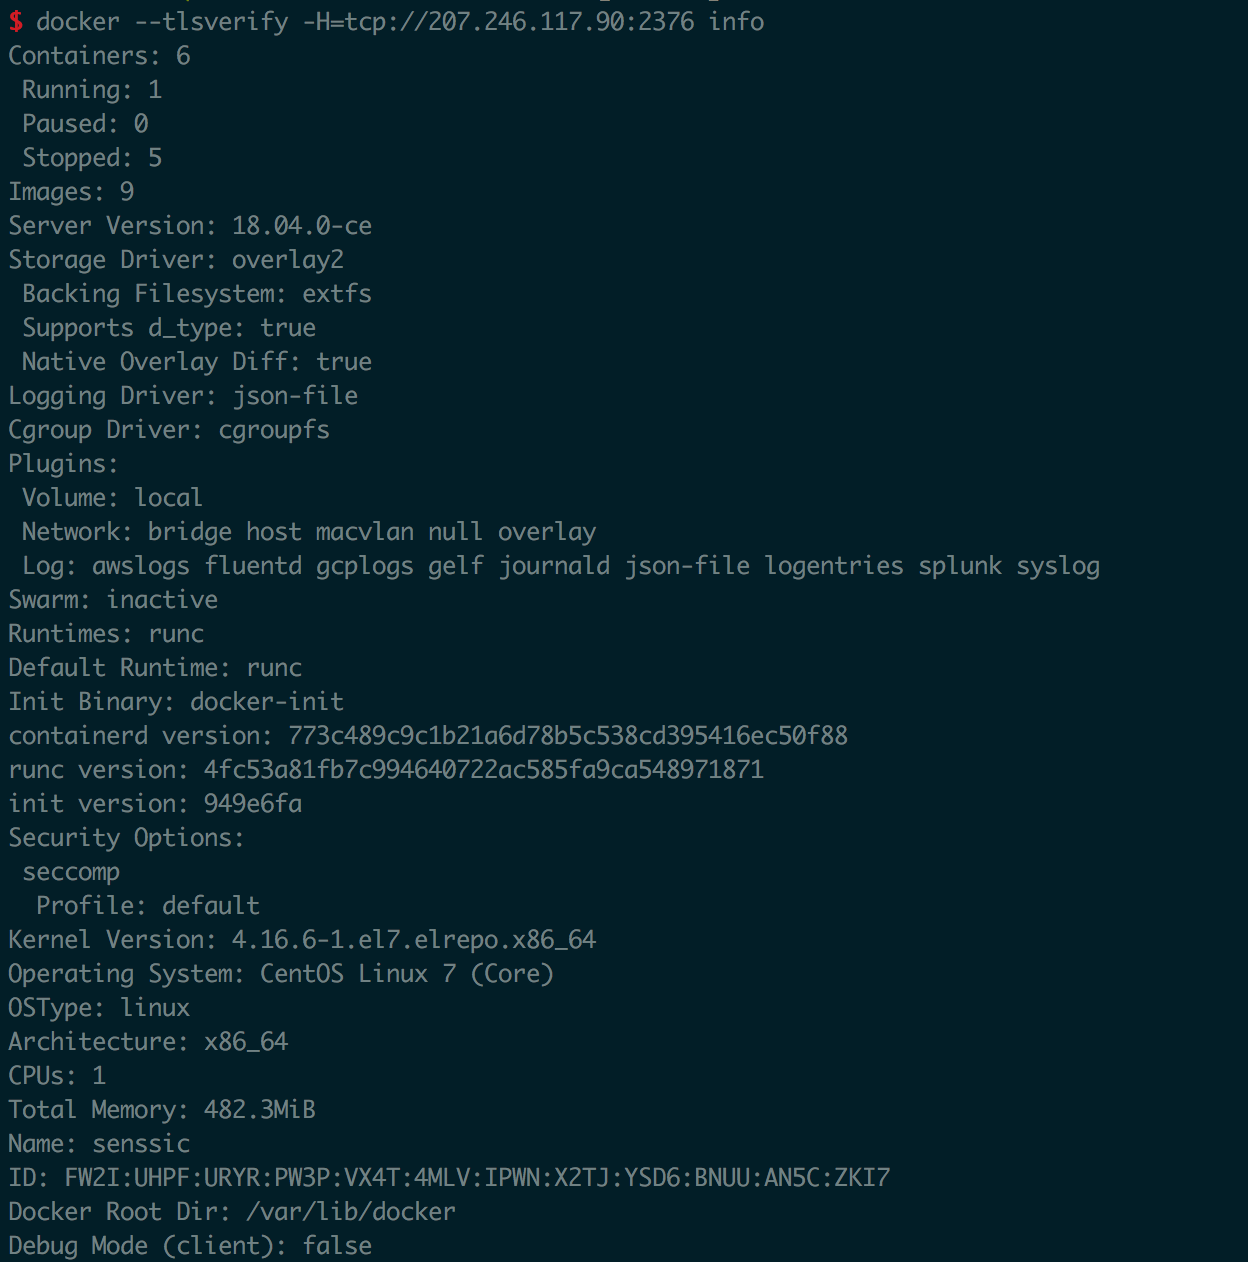 $ docker --tlsverify -H=tcp://207.246.117.90:2376 info
Containers: 6
 Running: 1
 Paused: 0
 Stopped: 5
Images: 9
Server Version: 18.04.0-ce
Storage Driver: overlay2
 Backing Filesystem: extfs
 Supports d_type: true
 Native Overlay Diff: true
Logging Driver: json-file
Cgroup Driver: cgroupfs
Plugins:
 Volume: local
 Network: bridge host macvlan null overlay
 Log: awslogs fluentd gcplogs gelf journald json-file logentries splunk syslog
Swarm: inactive
Runtimes: runc
Default Runtime: runc
Init Binary: docker-init
containerd version: 773c489c9c1b21a6d78b5c538cd395416ec50f88
runc version: 4fc53a81fb7c994640722ac585fa9ca548971871
init version: 949e6fa
Security Options:
 seccomp
  Profile: default
Kernel Version: 4.16.6-1.el7.elrepo.x86_64
Operating System: CentOS Linux 7 (Core)
OSType: linux
Architecture: x86_64
CPUs: 1
Total Memory: 482.3MiB
Name: senssic
ID: FW2I:UHPF:URYR:PW3P:VX4T:4MLV:IPWN:X2TJ:YSD6:BNUU:AN5C:ZKI7
Docker Root Dir: /var/lib/docker
Debug Mode (client): false